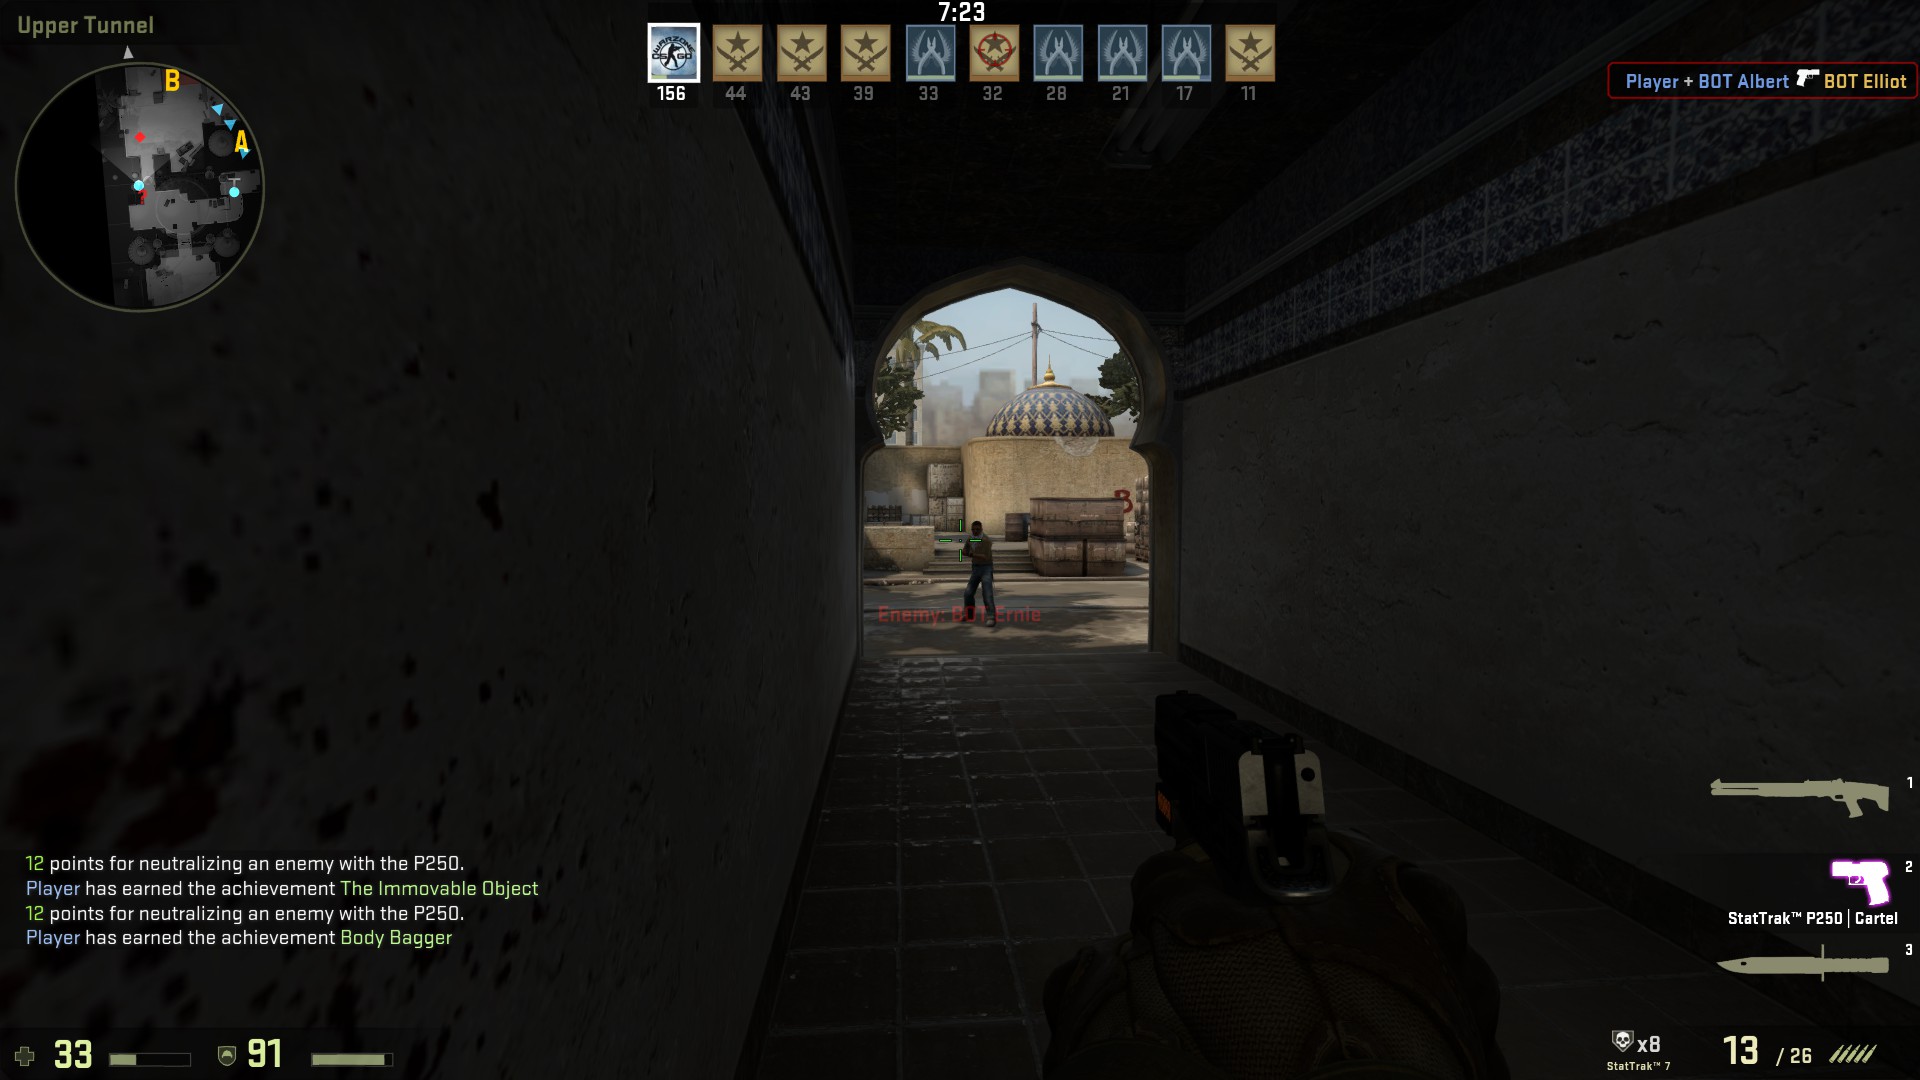 Upper Tunnel
B
A
7:23
WARZONE
CS GO
156 44 43 39 33 32 28 21 17 11
Player + BOT Albert BOT Elliot
B
Enemy: BOT Ernie
12 points for neutralizing an enemy with the P250.
Player has earned the achievement The Immovable Object
12 points for neutralizing an enemy with the P250.
Player has earned the achievement Body Bagger
1
2
StatTrak™ P250 | Cartel
3
33 91
x8
StatTrak™ 7
13 / 26